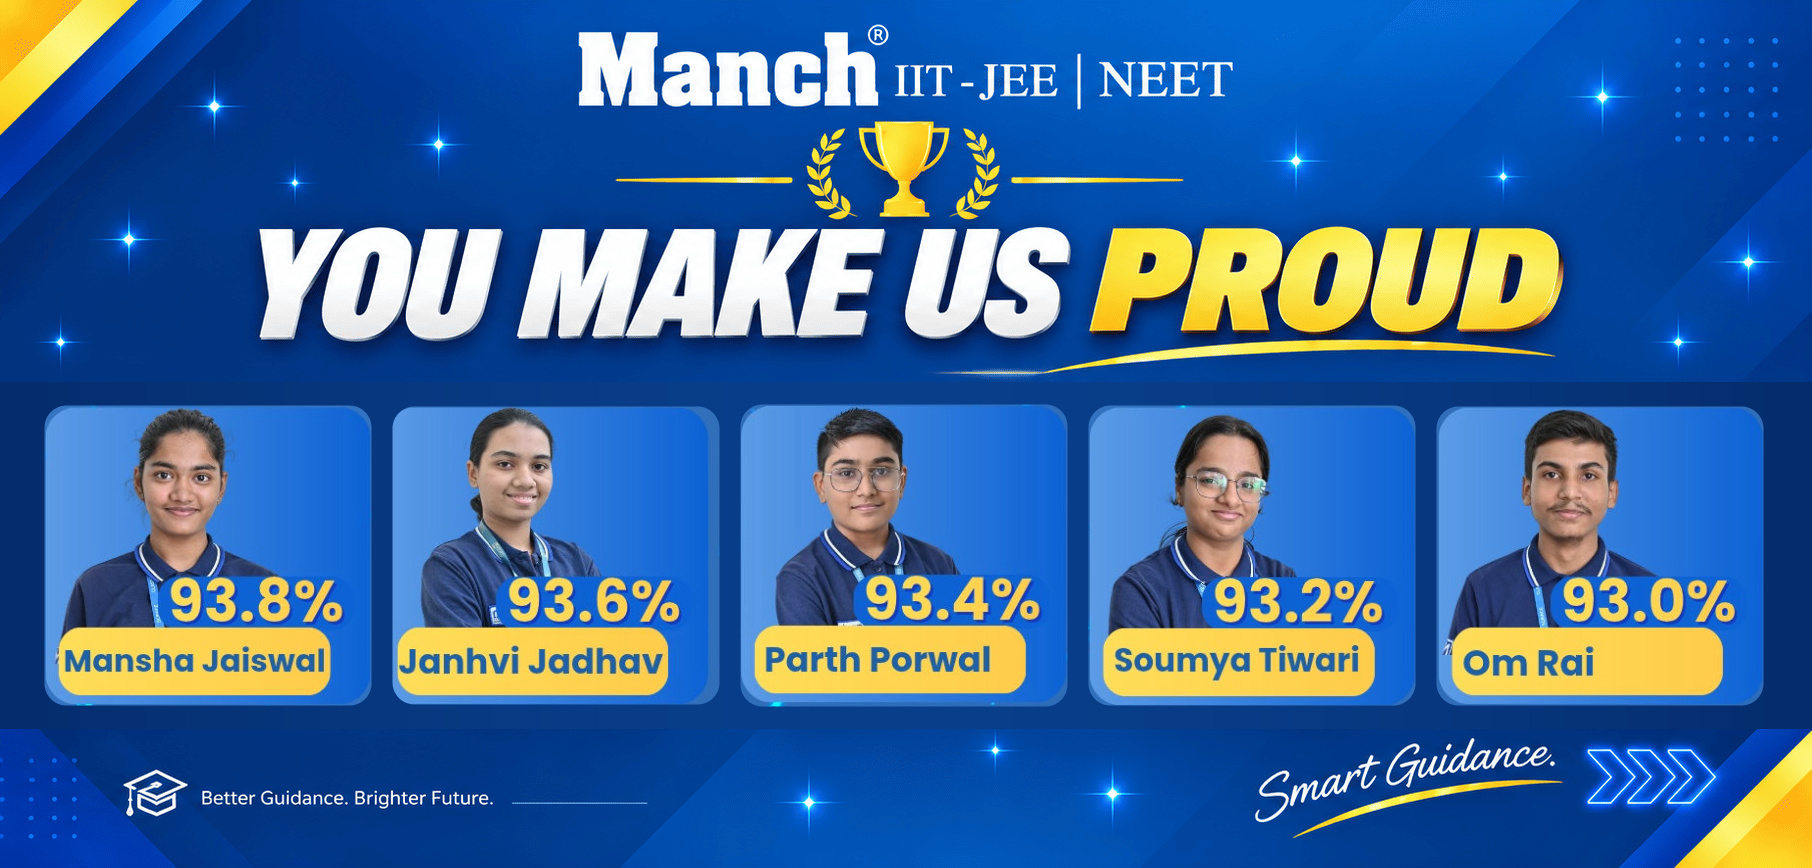 Manch® IIT-JEE | NEET
YOU MAKE US PROUD
93.8%
Mansha Jaiswal
93.6%
Janhvi Jadhav
93.4%
Parth Porwal
93.2%
Soumya Tiwari
93.0%
Om Rai
Better Guidance. Brighter Future.
Smart Guidance.